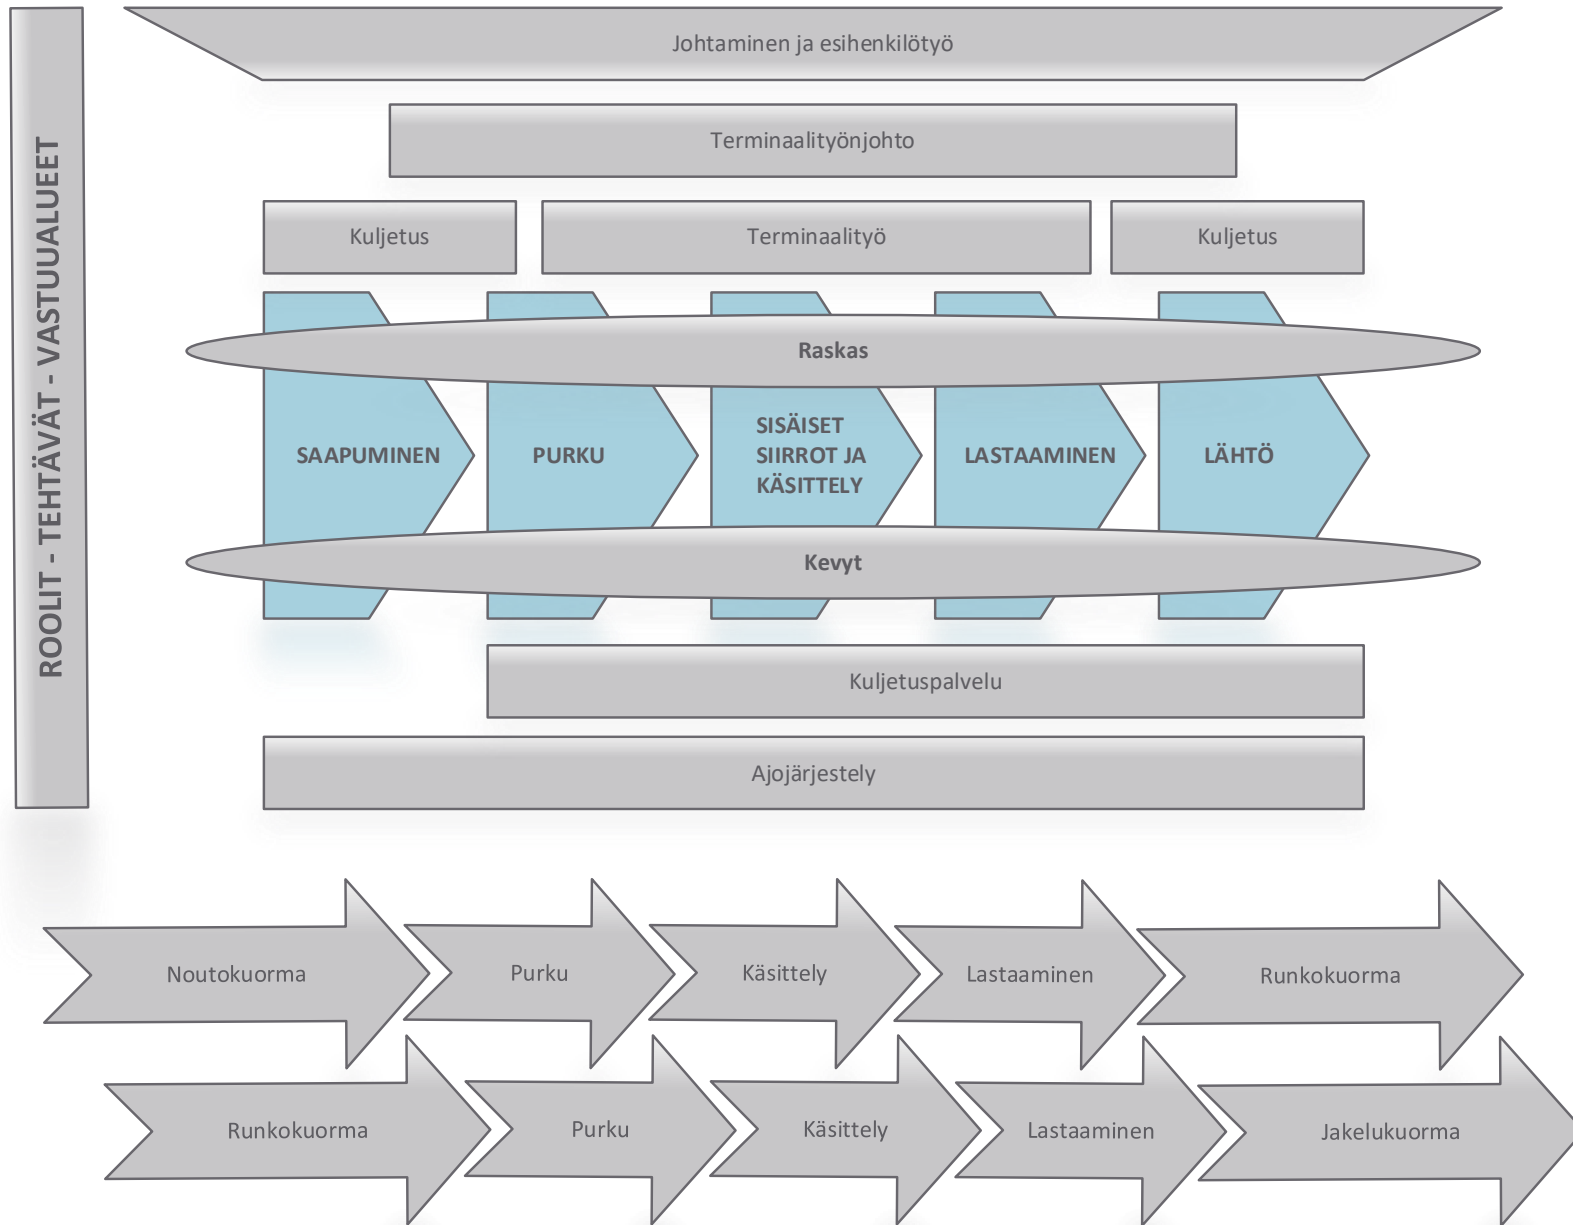 ROOLIT - TEHTÄVÄT - VASTUUALUEET
Johtaminen ja esihenkilötyö
Terminaalityönjohto
Kuljetus
Terminaalityö
Kuljetus
Raskas
SAAPUMINEN
PURKU
SISÄISET
SIIRROT JA
KÄSITTELY
LASTAAMINEN
LÄHTÖ
Kevyt
Kuljetuspalvelu
Ajojärjestely
Noutokuorma
Purku
Käsittely
Lastaaminen
Runkokuorma
Runkokuorma
Purku
Käsittely
Lastaaminen
Jakelukuorma